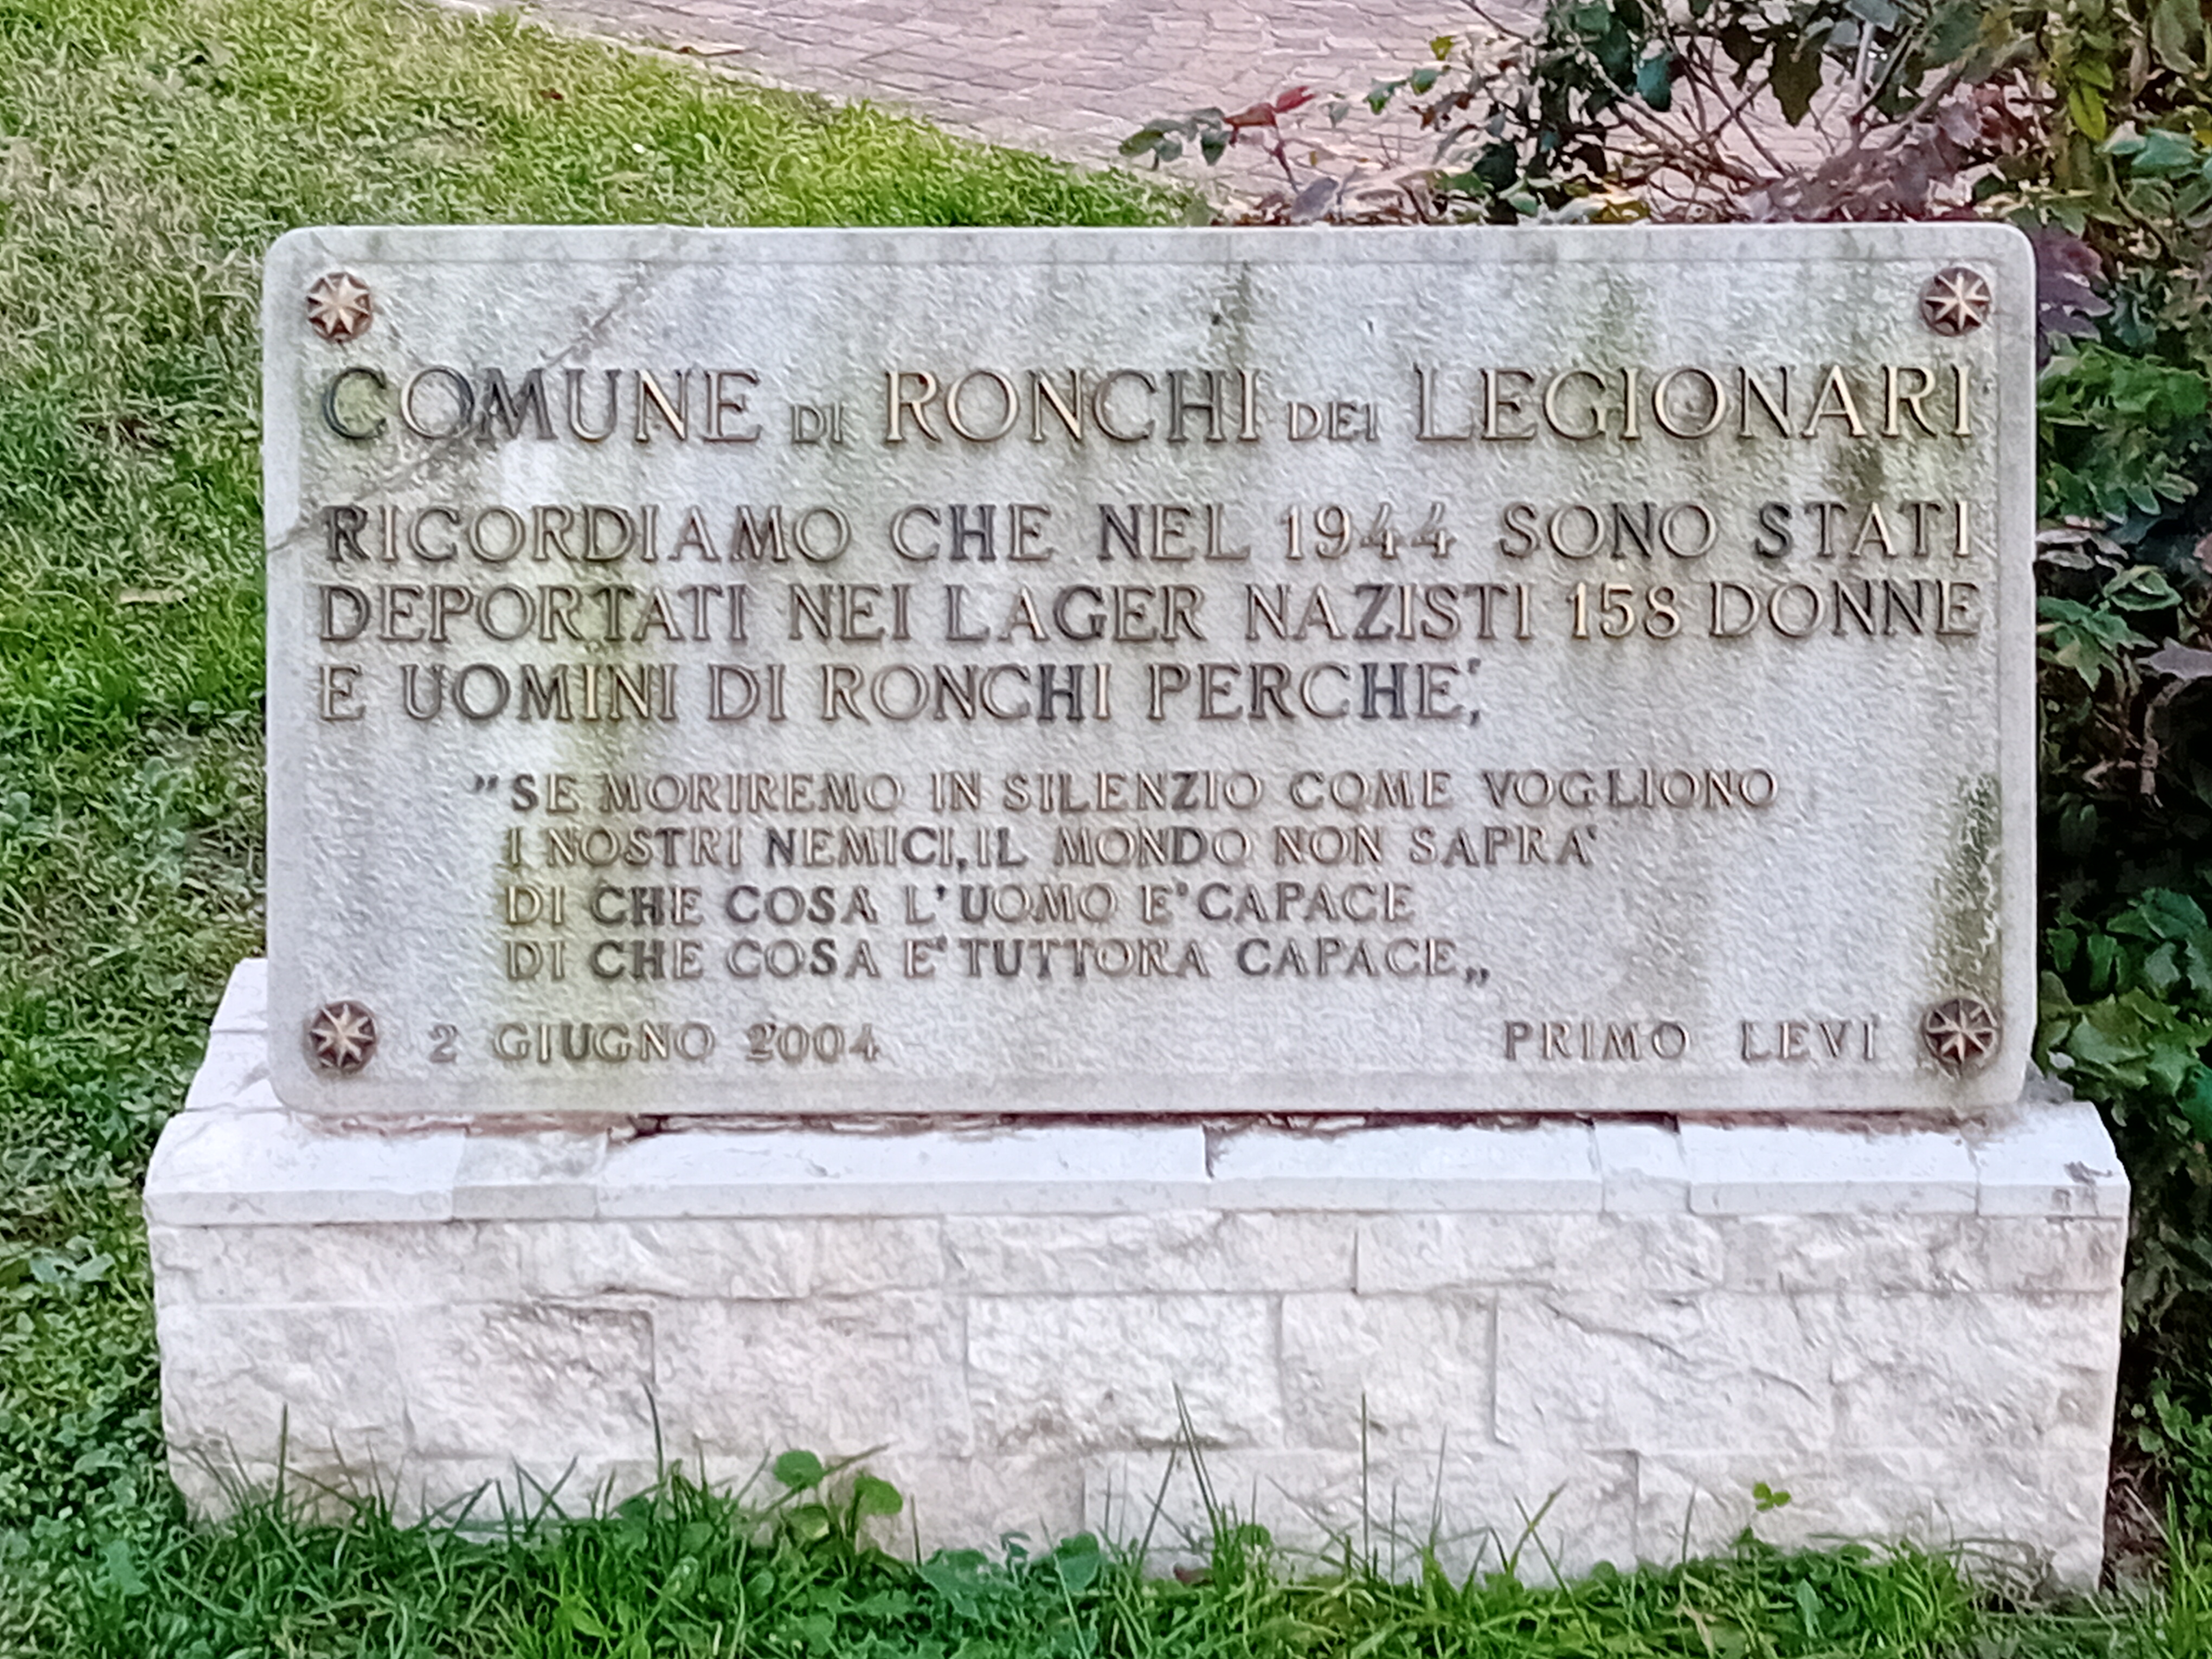 COMUNE DI RONCHI DEI LEGIONARI
RICORDIAMO CHE NEL 1944 SONO STATI
DEPORTATI NEI LAGER NAZISTI 158 DONNE
E UOMINI DI RONCHI PERCHE',
"SE MORIREMO IN SILENZIO COME VOGLIONO
I NOSTRI NEMICI, IL MONDO NON SAPRA'
DI CHE COSA L'UOMO E' CAPACE
DI CHE COSA E' TUTTORA CAPACE„
2 GIUGNO 2004 PRIMO LEVI